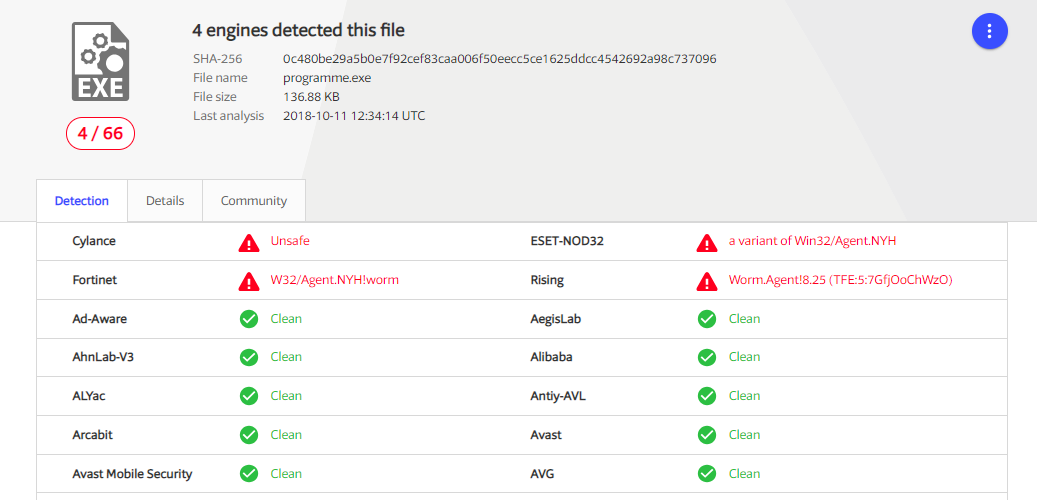 4 engines detected this file
SHA-256 0c480be29a5b0e7f92cef83caa006f50eecc5ce1625ddcc4542692a98c737096
File name programme.exe
File size 136.88 KB
Last analysis 2018-10-11 12:34:14 UTC
EXE
4 / 66
Detection Details Community
Cylance Unsafe ESET-NOD32 a variant of Win32/Agent.NYH
Fortinet W32/Agent.NYH!worm Rising Worm.Agent!8.25 (TFE:5:7GfjOoChWzO)
Ad-Aware Clean AegisLab Clean
AhnLab-V3 Clean Alibaba Clean
ALYac Clean Antiy-AVL Clean
Arcabit Clean Avast Clean
Avast Mobile Security Clean AVG Clean